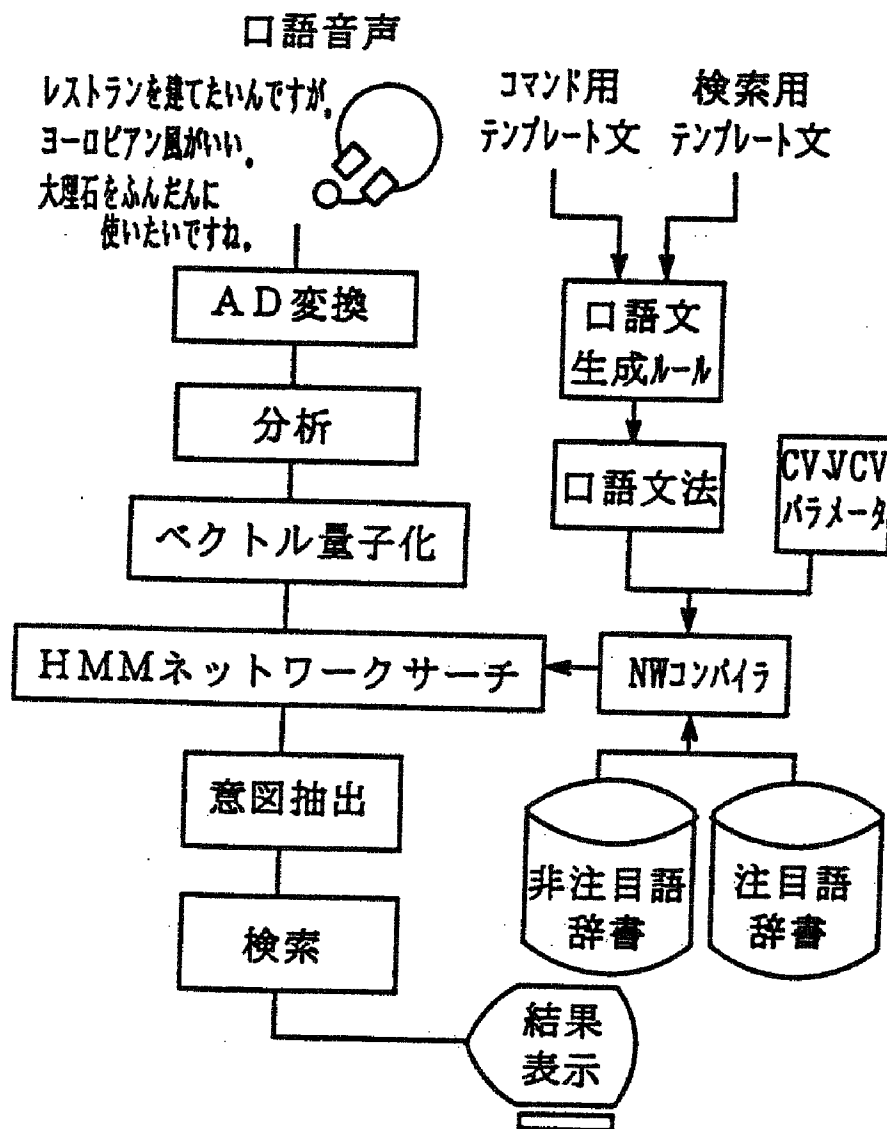 口語音声
レストランを建てたいんですが。
ヨーロピアン風がいい。
大理石をふんだんに
使いたいですね。
コマンド用
テンプレート文
検索用
テンプレート文
AD変換
分析
ベクトル量子化
HMMネットワークサーチ
意図抽出
検索
結果
表示
口語文
生成ルール
口語文法
CV、VCV
パラメータ
NWコンパイラ
非注目語
辞書
注目語
辞書